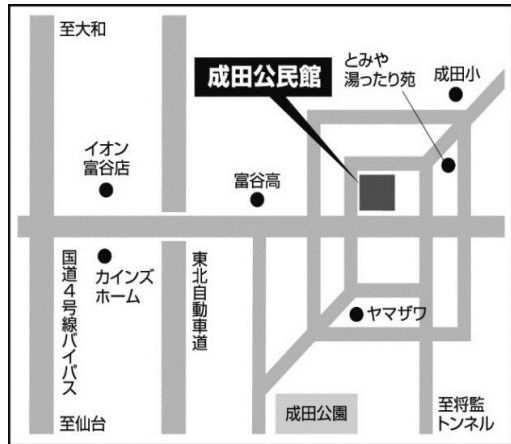 至大和
とみや
湯ったり苑
成田小
成田公民館
イオン
富谷店
富谷高
カインズ
ホーム
国道4号線バイパス
東北自動車道
ヤマザワ
成田公園
至仙台
至将監
トンネル